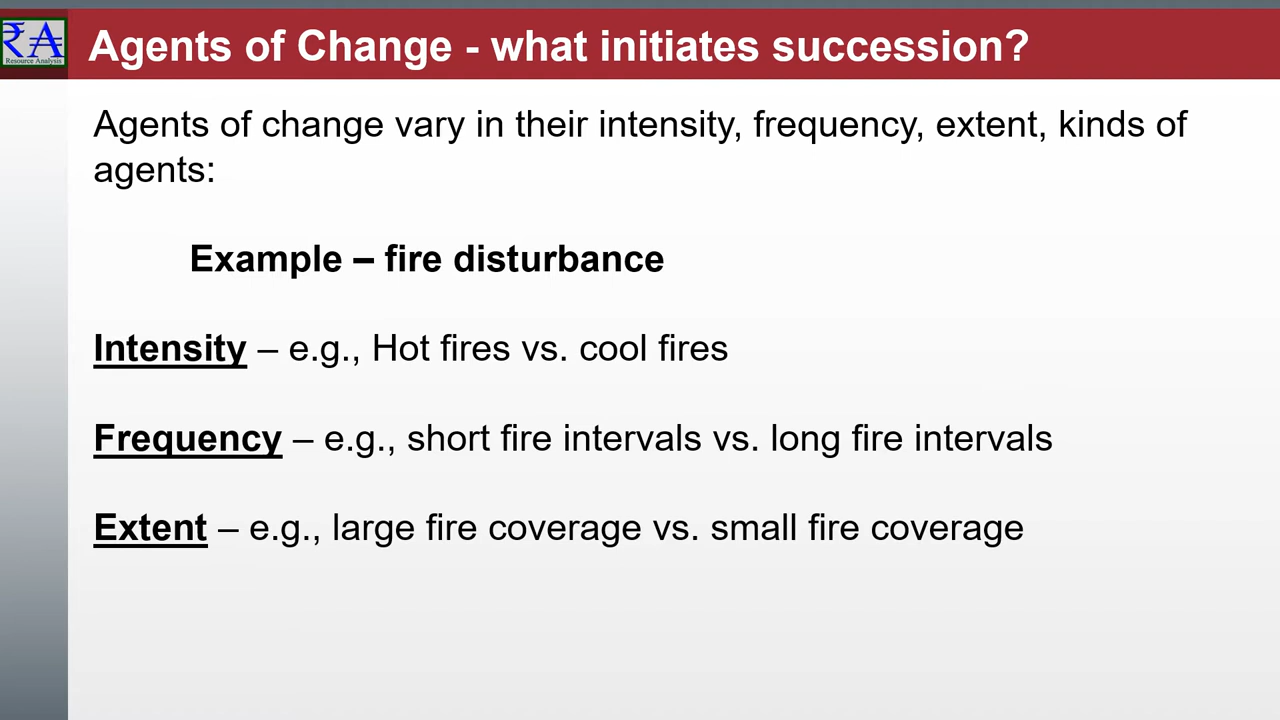 ₹A
Resource Analysis
Agents of Change - what initiates succession?
Agents of change vary in their intensity, frequency, extent, kinds of
agents:
Example – fire disturbance
Intensity – e.g., Hot fires vs. cool fires
Frequency – e.g., short fire intervals vs. long fire intervals
Extent – e.g., large fire coverage vs. small fire coverage